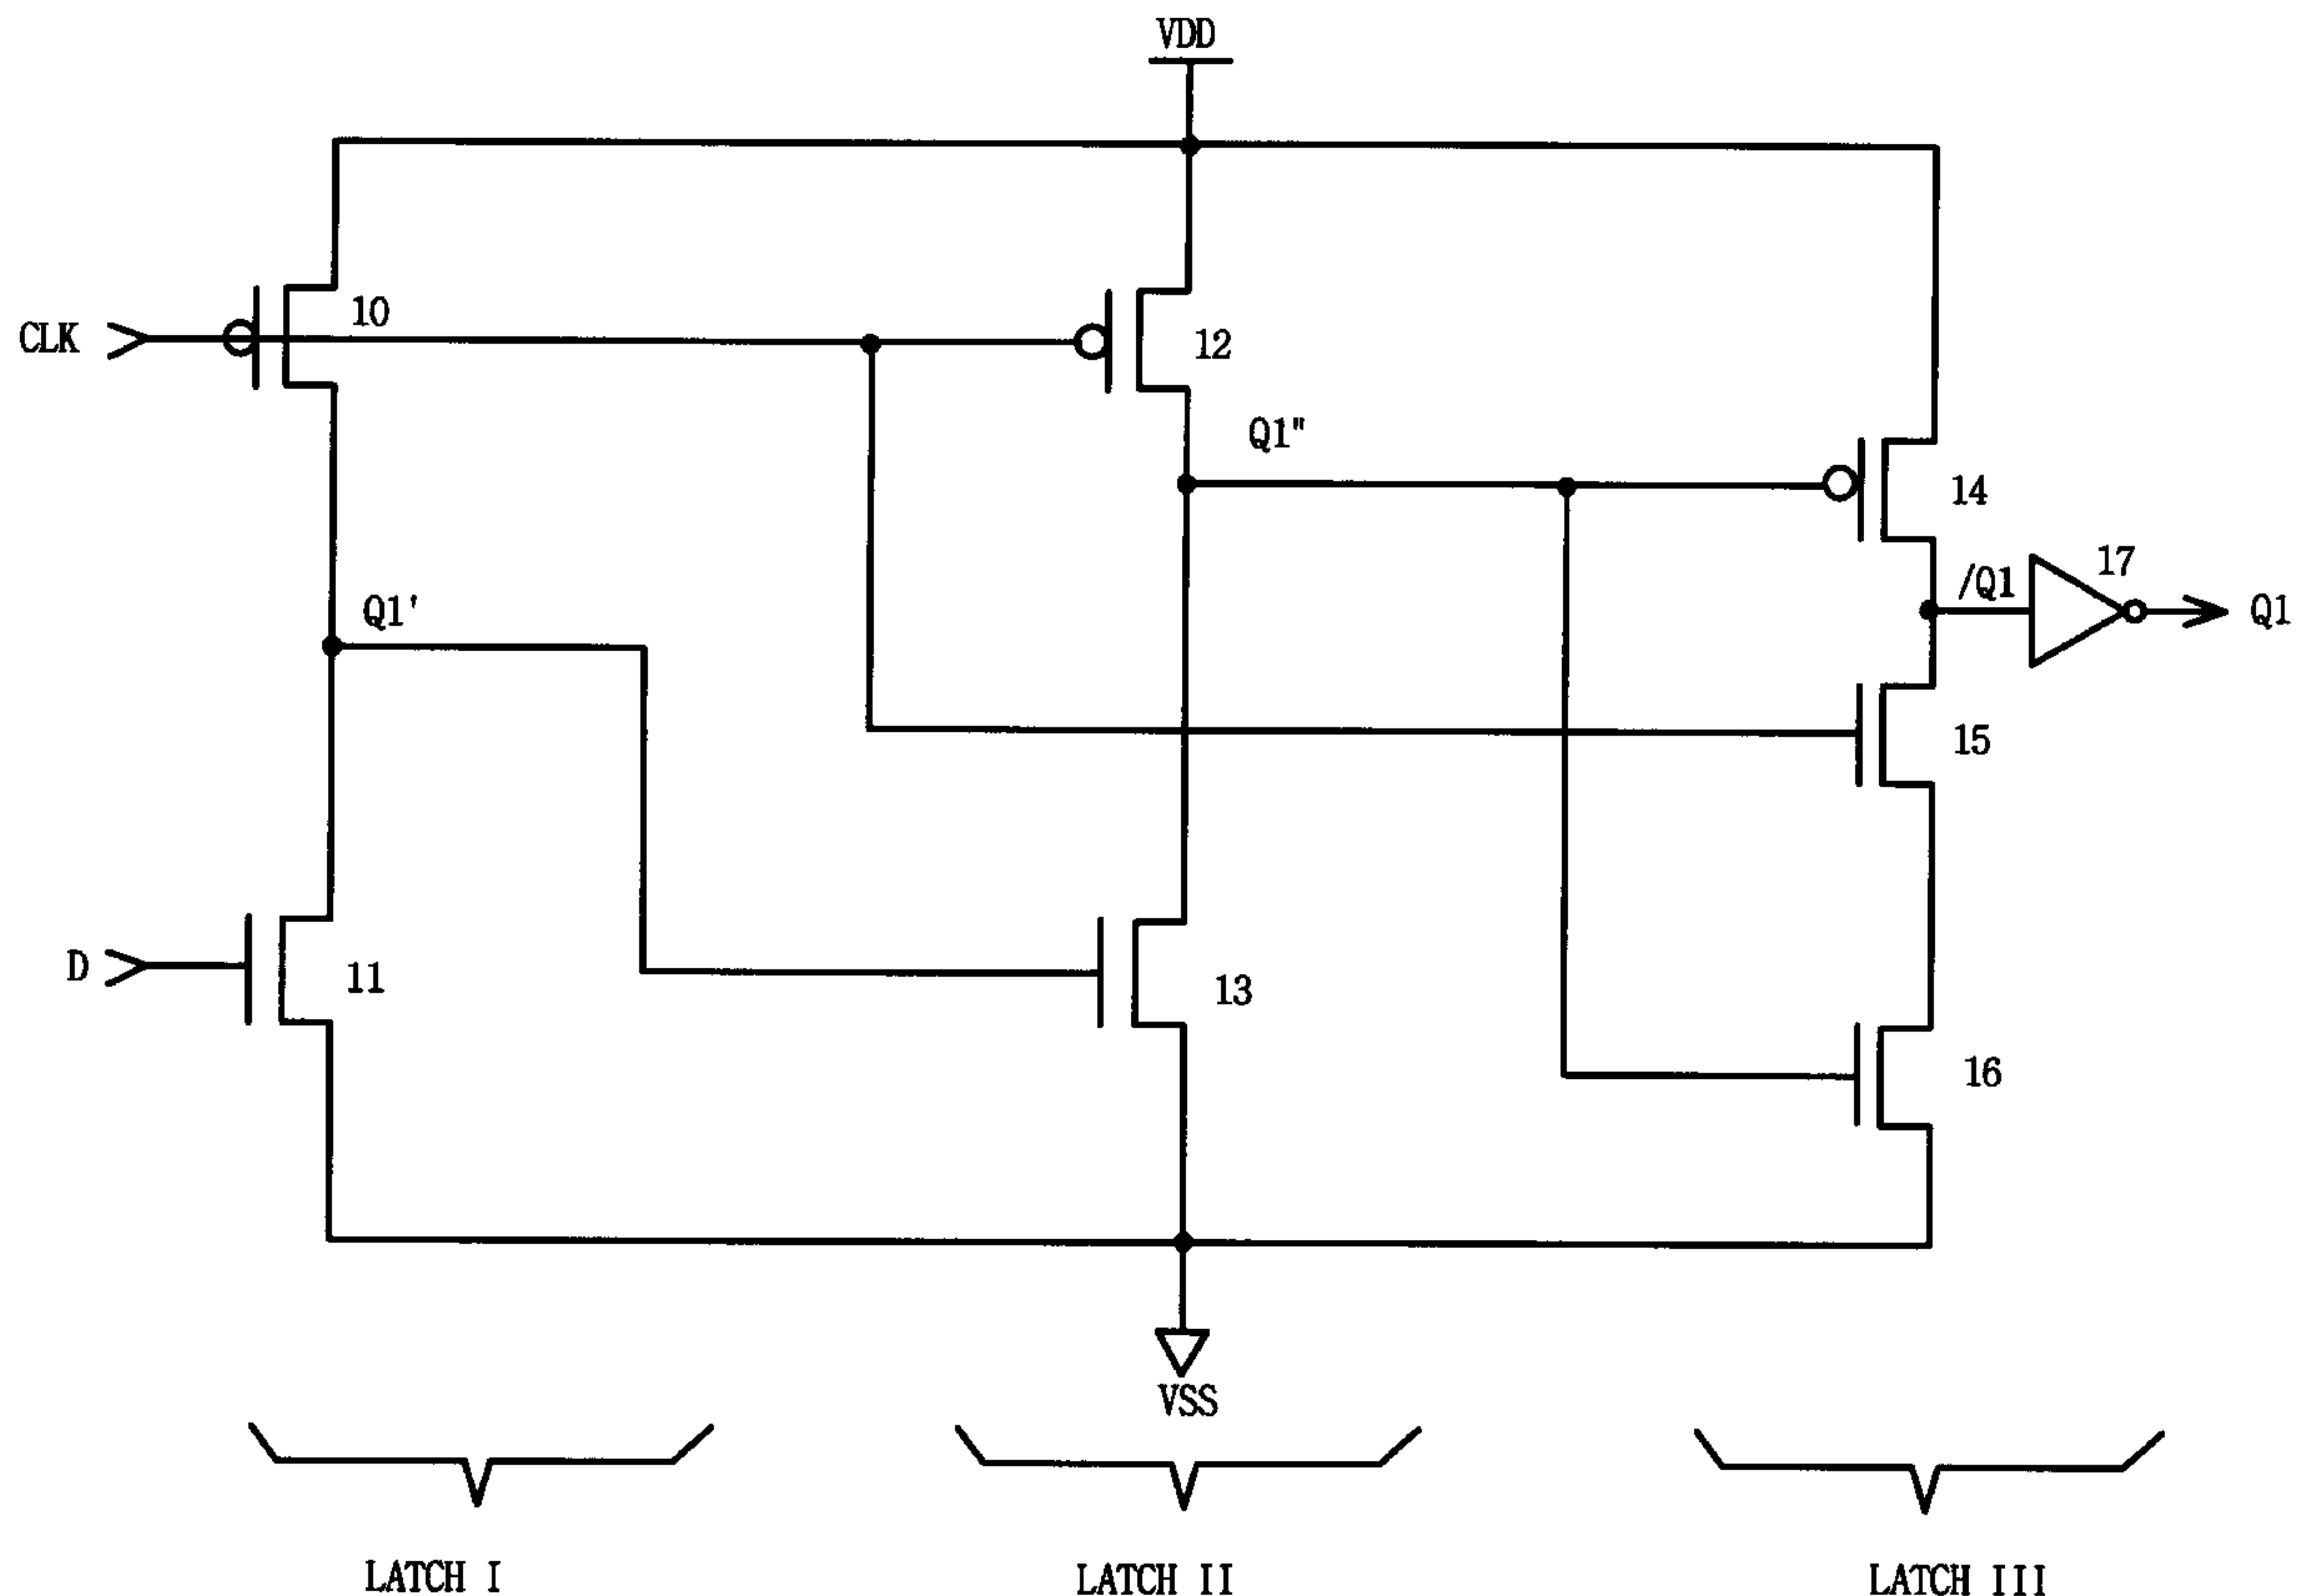 VDD
10
CLK
12
Q1"
14
17
/Q1
Q1
Q1'
15
D
11
13
16
VSS
LATCH I
LATCH II
LATCH III